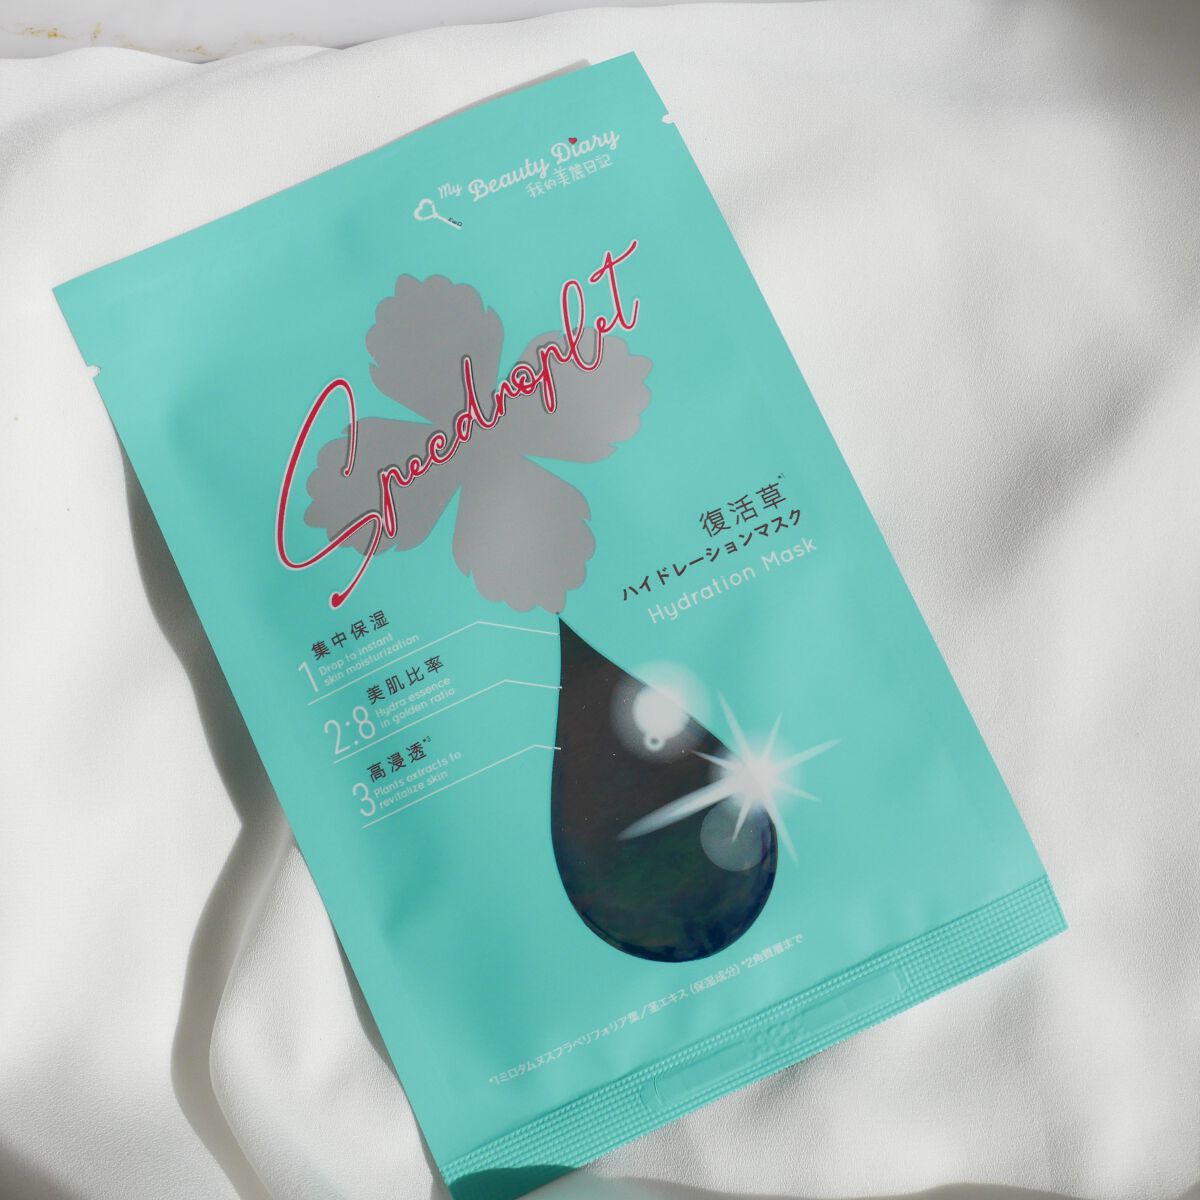 My Beauty Diary
我的美麗日記
Specdroplet
復活草*1
ハイドレーションマスク
Hydration Mask
1 集中保湿
Drop to instant
skin moisturization
2:8 美肌比率
Hydra essence
in golden ratio
3 高浸透*2
Plants extracts to
revitalize skin
*1ミロタムヌスフラベリフォリア葉/茎エキス(保湿成分)*2角質層まで